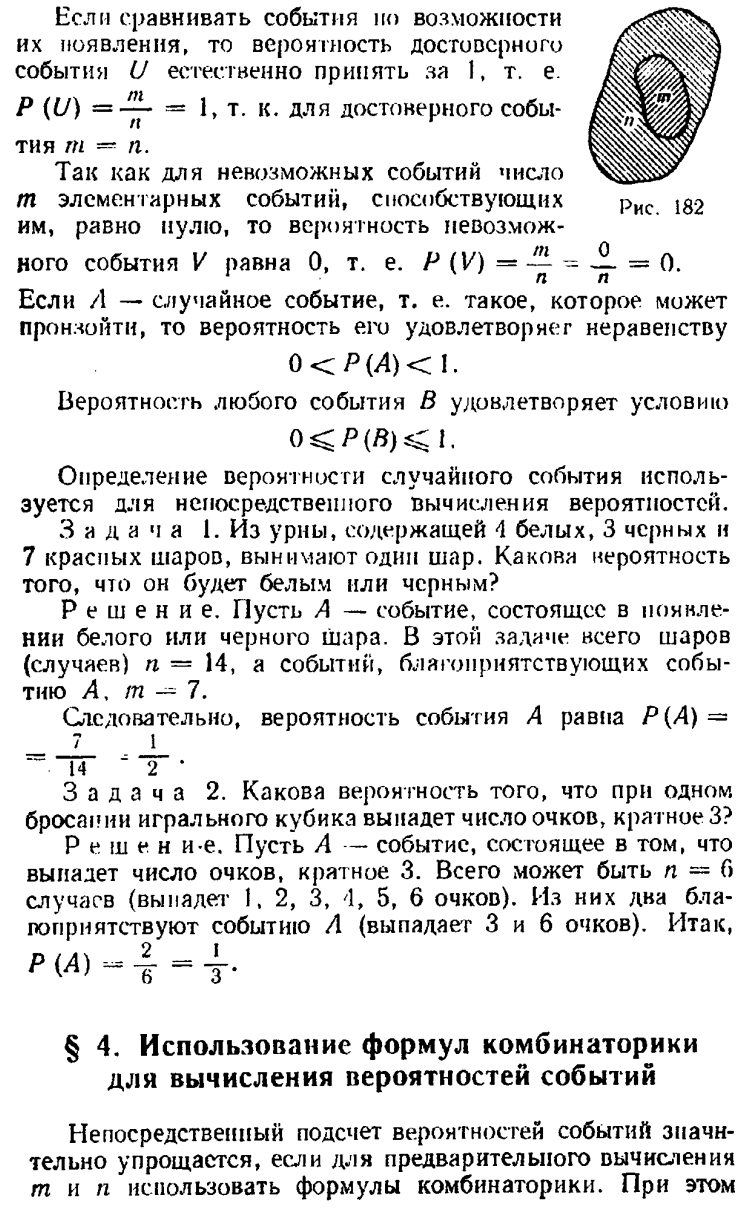 Если сравнивать события по возможности
их появления, то вероятность достоверного
события U естественно принять за 1, т. е.
P (U) = m/n = 1, т. к. для достоверного собы-
тия m = n.
Так как для невозможных событий число
m элементарных событий, способствующих
им, равно нулю, то вероятность невозмож-
n m
Рис. 182
ного события V равна 0, т. е. P (V) = m/n = 0/n = 0.
Если A — случайное событие, т. е. такое, которое может
произойти, то вероятность его удовлетворяет неравенству
0 < P (A) < 1.
Вероятность любого события B удовлетворяет условию
0 ⩽ P (B) ⩽ 1.
Определение вероятности случайного события исполь-
зуется для непосредственного вычисления вероятностей.
Задача 1. Из урны, содержащей 4 белых, 3 черных и
7 красных шаров, вынимают один шар. Какова вероятность
того, что он будет белым или черным?
Решение. Пусть A — событие, состоящее в появле-
нии белого или черного шара. В этой задаче всего шаров
(случаев) n = 14, а событий, благоприятствующих собы-
тию A, m = 7.
Следовательно, вероятность события A равна P (A) =
= 7/14 = 1/2.
Задача 2. Какова вероятность того, что при одном
бросании игрального кубика выпадет число очков, кратное 3?
Решение. Пусть A — событие, состоящее в том, что
выпадет число очков, кратное 3. Всего может быть n = 6
случаев (выпадет 1, 2, 3, 4, 5, 6 очков). Из них два бла-
гоприятствуют событию A (выпадает 3 и 6 очков). Итак,
P (A) = 2/6 = 1/3.
§ 4. Использование формул комбинаторики
для вычисления вероятностей событий
Непосредственный подсчет вероятностей событий значи-
тельно упрощается, если для предварительного вычисления
m и n использовать формулы комбинаторики. При этом